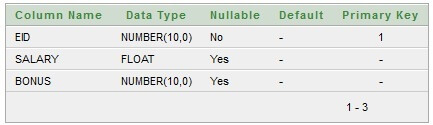 Column Name Data Type Nullable Default Primary Key
EID NUMBER(10,0) No - 1
SALARY FLOAT Yes - -
BONUS NUMBER(10,0) Yes - -
1 - 3